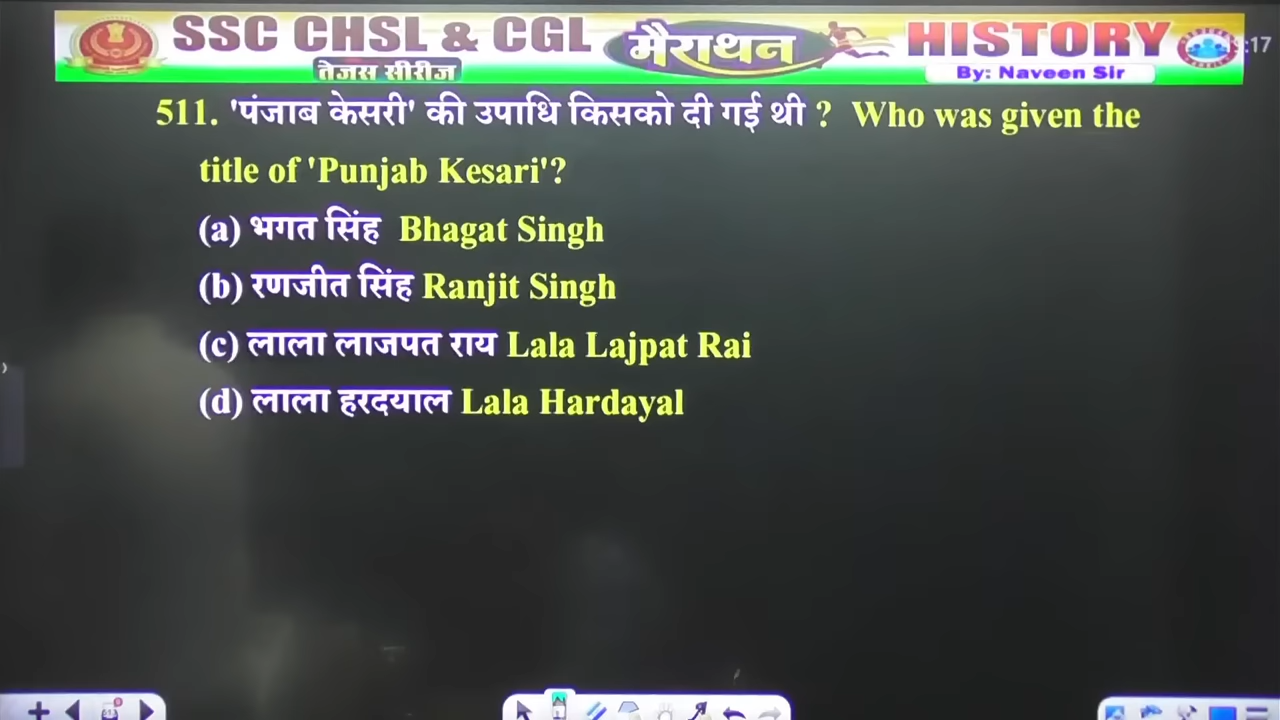 SSC CHSL & CGL
तेजस सीरीज
मैराथन
HISTORY
By: Naveen Sir
:17
511. 'पंजाब केसरी' की उपाधि किसको दी गई थी ? Who was given the
title of 'Punjab Kesari'?
(a) भगत सिंह Bhagat Singh
(b) रणजीत सिंह Ranjit Singh
(c) लाला लाजपत राय Lala Lajpat Rai
(d) लाला हरदयाल Lala Hardayal